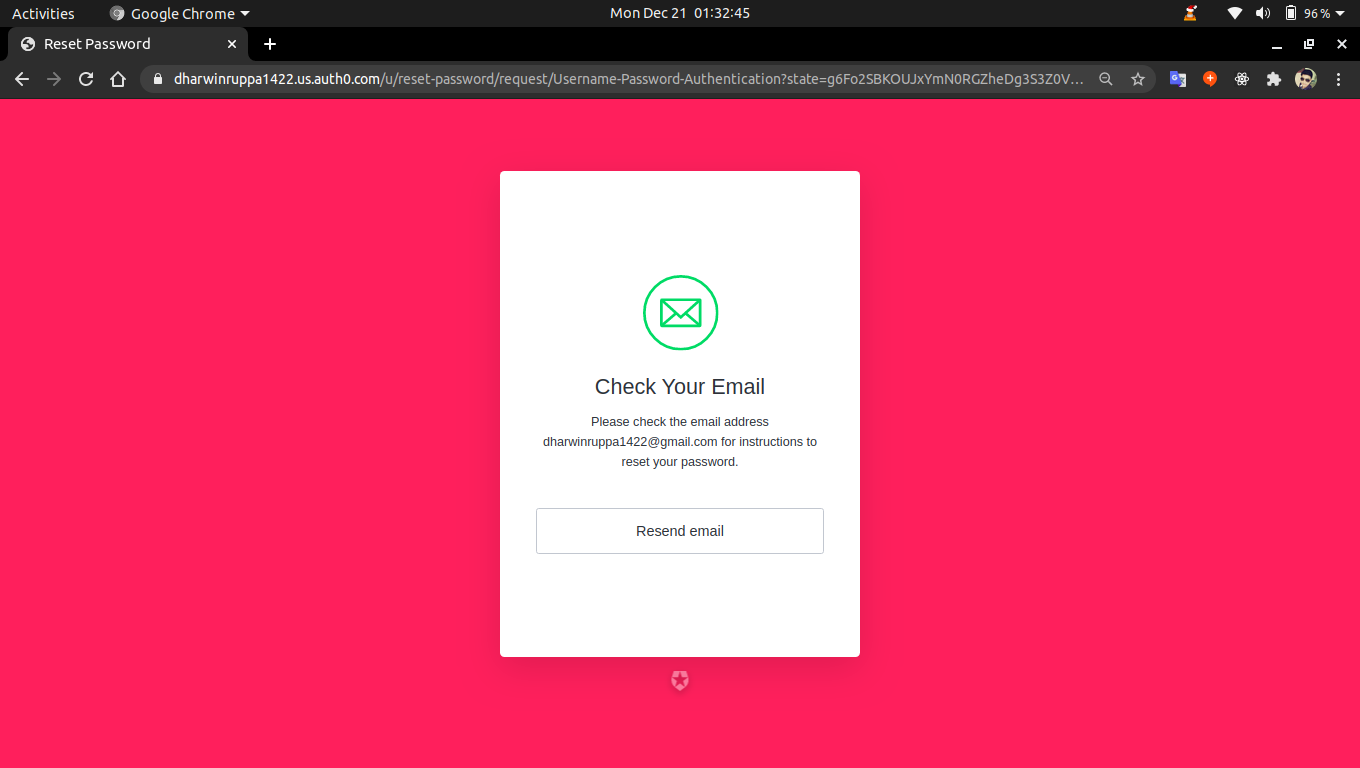 Activities Google Chrome Mon Dec 21 01:32:45 96 %
Reset Password
dharwinruppa1422.us.auth0.com/u/reset-password/request/Username-Password-Authentication?state=g6Fo2SBKOUJxYmN0RGZheDg3S3Z0V...
Check Your Email
Please check the email address
dharwinruppa1422@gmail.com for instructions to
reset your password.
Resend email